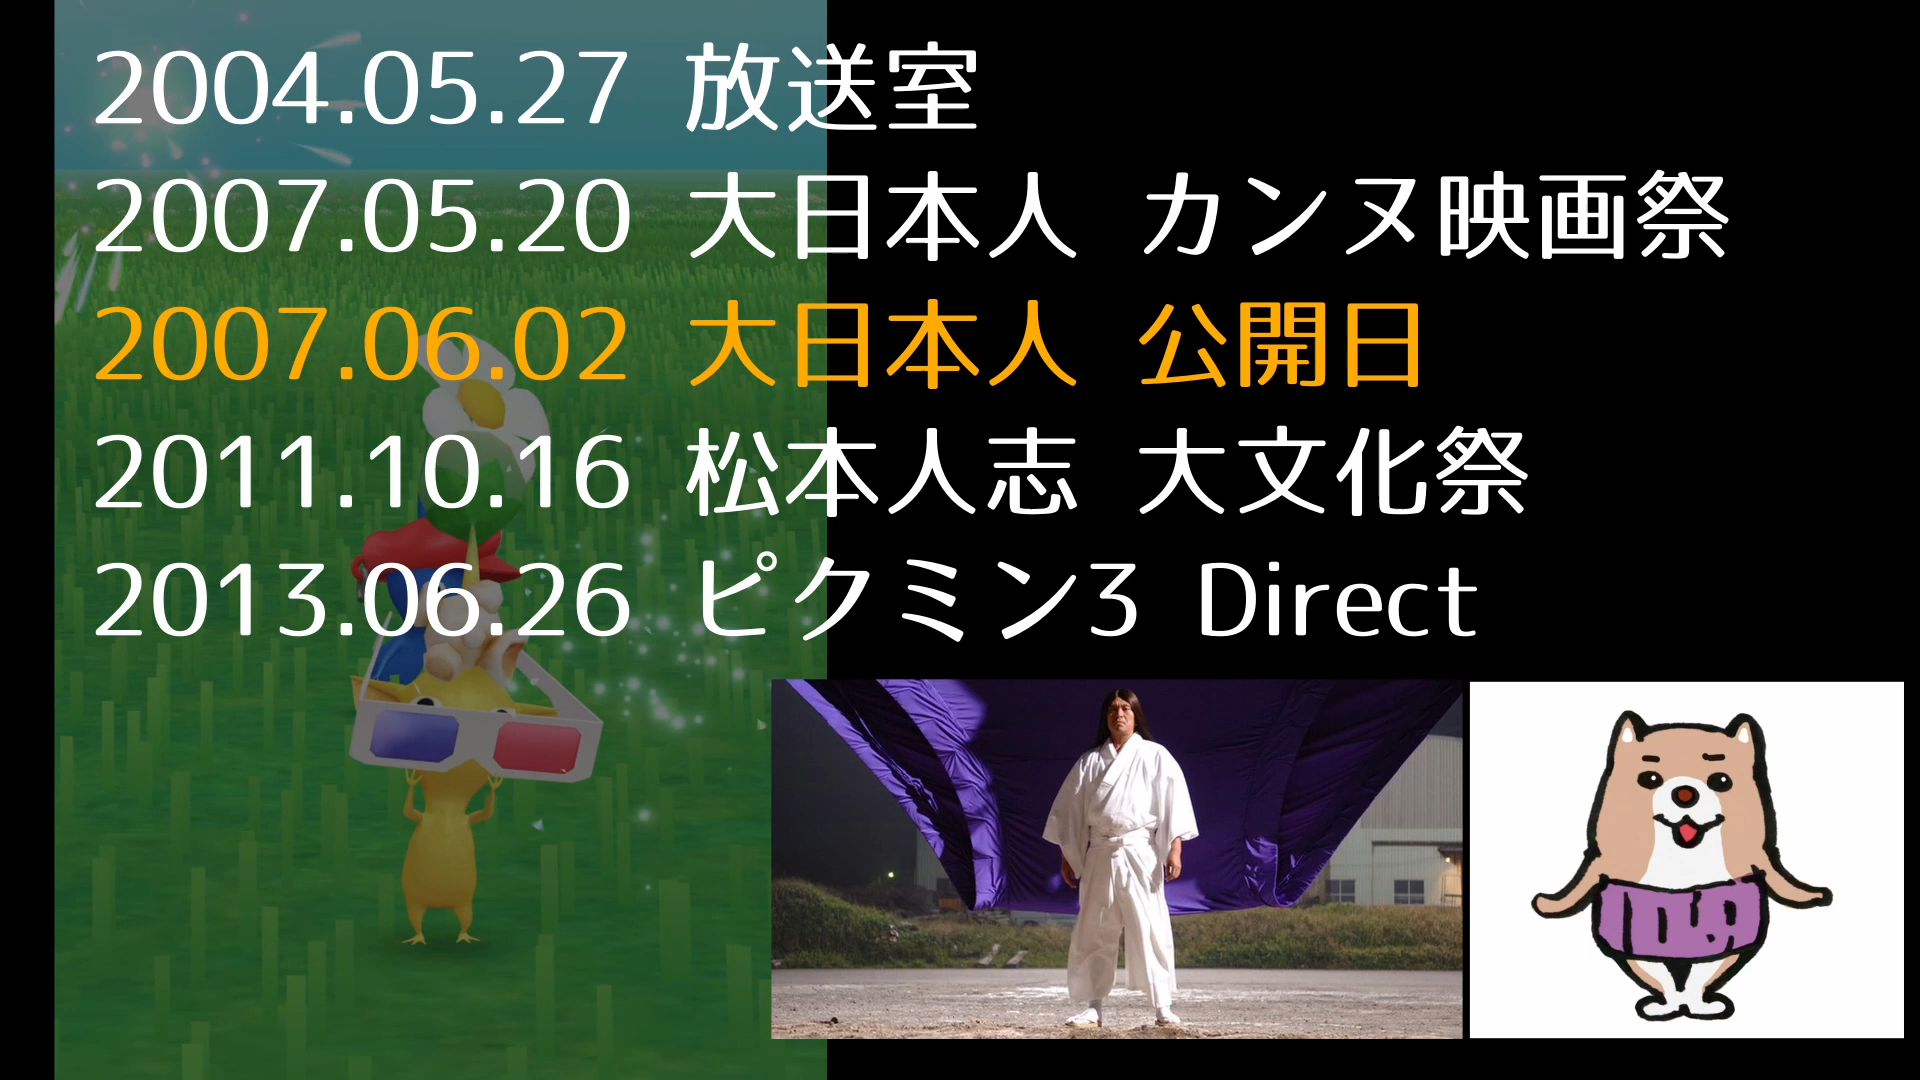 2004.05.27 放送室
2007.05.20 大日本人 カンヌ映画祭
2007.06.02 大日本人 公開日
2011.10.16 松本人志 大文化祭
2013.06.26 ピクミン3 Direct